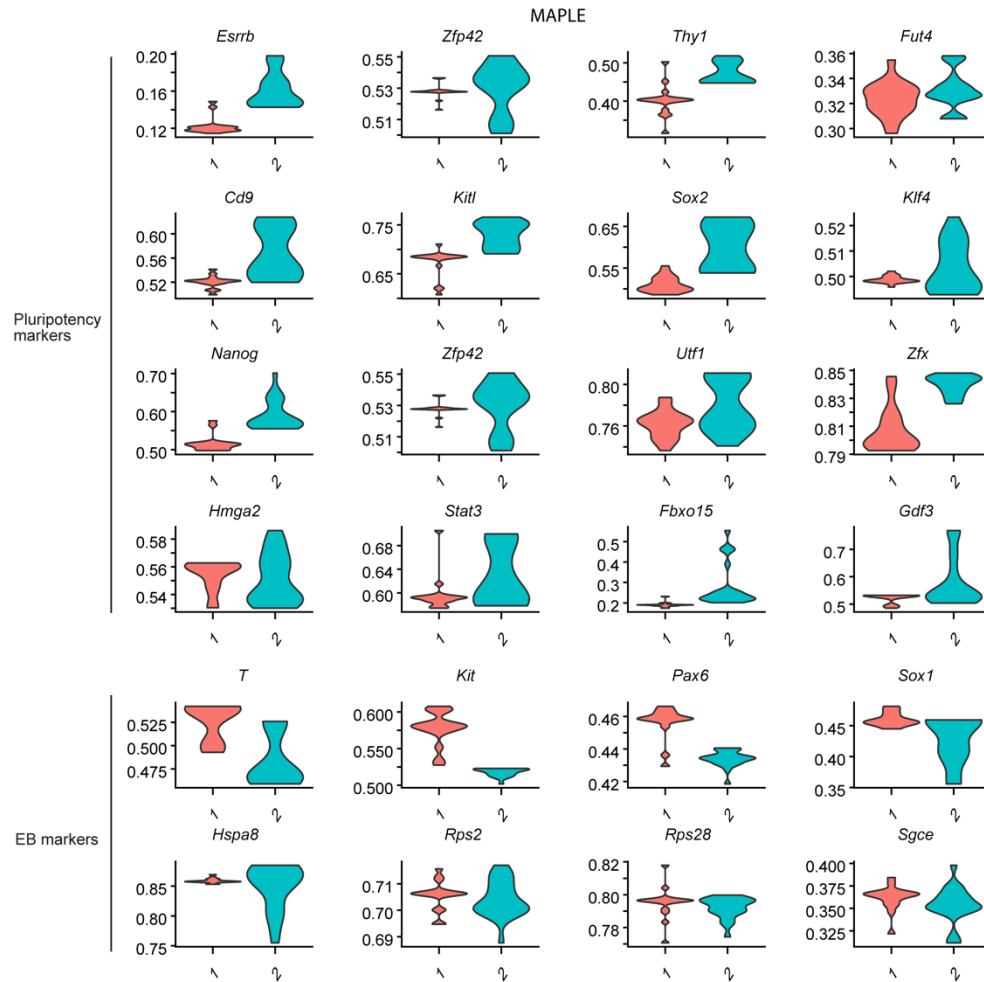 MAPLE
Pluripotency
markers
Esrrb Zfp42 Thy1 Fut4
0.20 0.55 0.50 0.36
0.16 0.53 0.40 0.34
0.12 0.51 0.32
0.30
1 2 1 2 1 2 1 2
Cd9 Kitl Sox2 Klf4
0.60 0.75 0.65 0.52
0.56 0.65 0.55 0.51
0.52 0.50
1 2 1 2 1 2 1 2
Nanog Zfp42 Utf1 Zfx
0.70 0.55 0.80 0.85
0.60 0.53 0.76 0.83
0.50 0.51 0.81
0.79
1 2 1 2 1 2 1 2
Hmga2 Stat3 Fbxo15 Gdf3
0.58 0.68 0.5 0.7
0.56 0.64 0.3 0.6
0.54 0.60 0.2 0.5
1 2 1 2 1 2 1 2
EB markers
T Kit Pax6 Sox1
0.525 0.600 0.46 0.45
0.500 0.550 0.44 0.40
0.475 0.500 0.42 0.35
1 2 1 2 1 2 1 2
Hspa8 Rps2 Rps28 Sgce
0.85 0.71 0.82 0.400
0.80 0.70 0.80 0.375
0.75 0.69 0.78 0.350
0.325
1 2 1 2 1 2 1 2